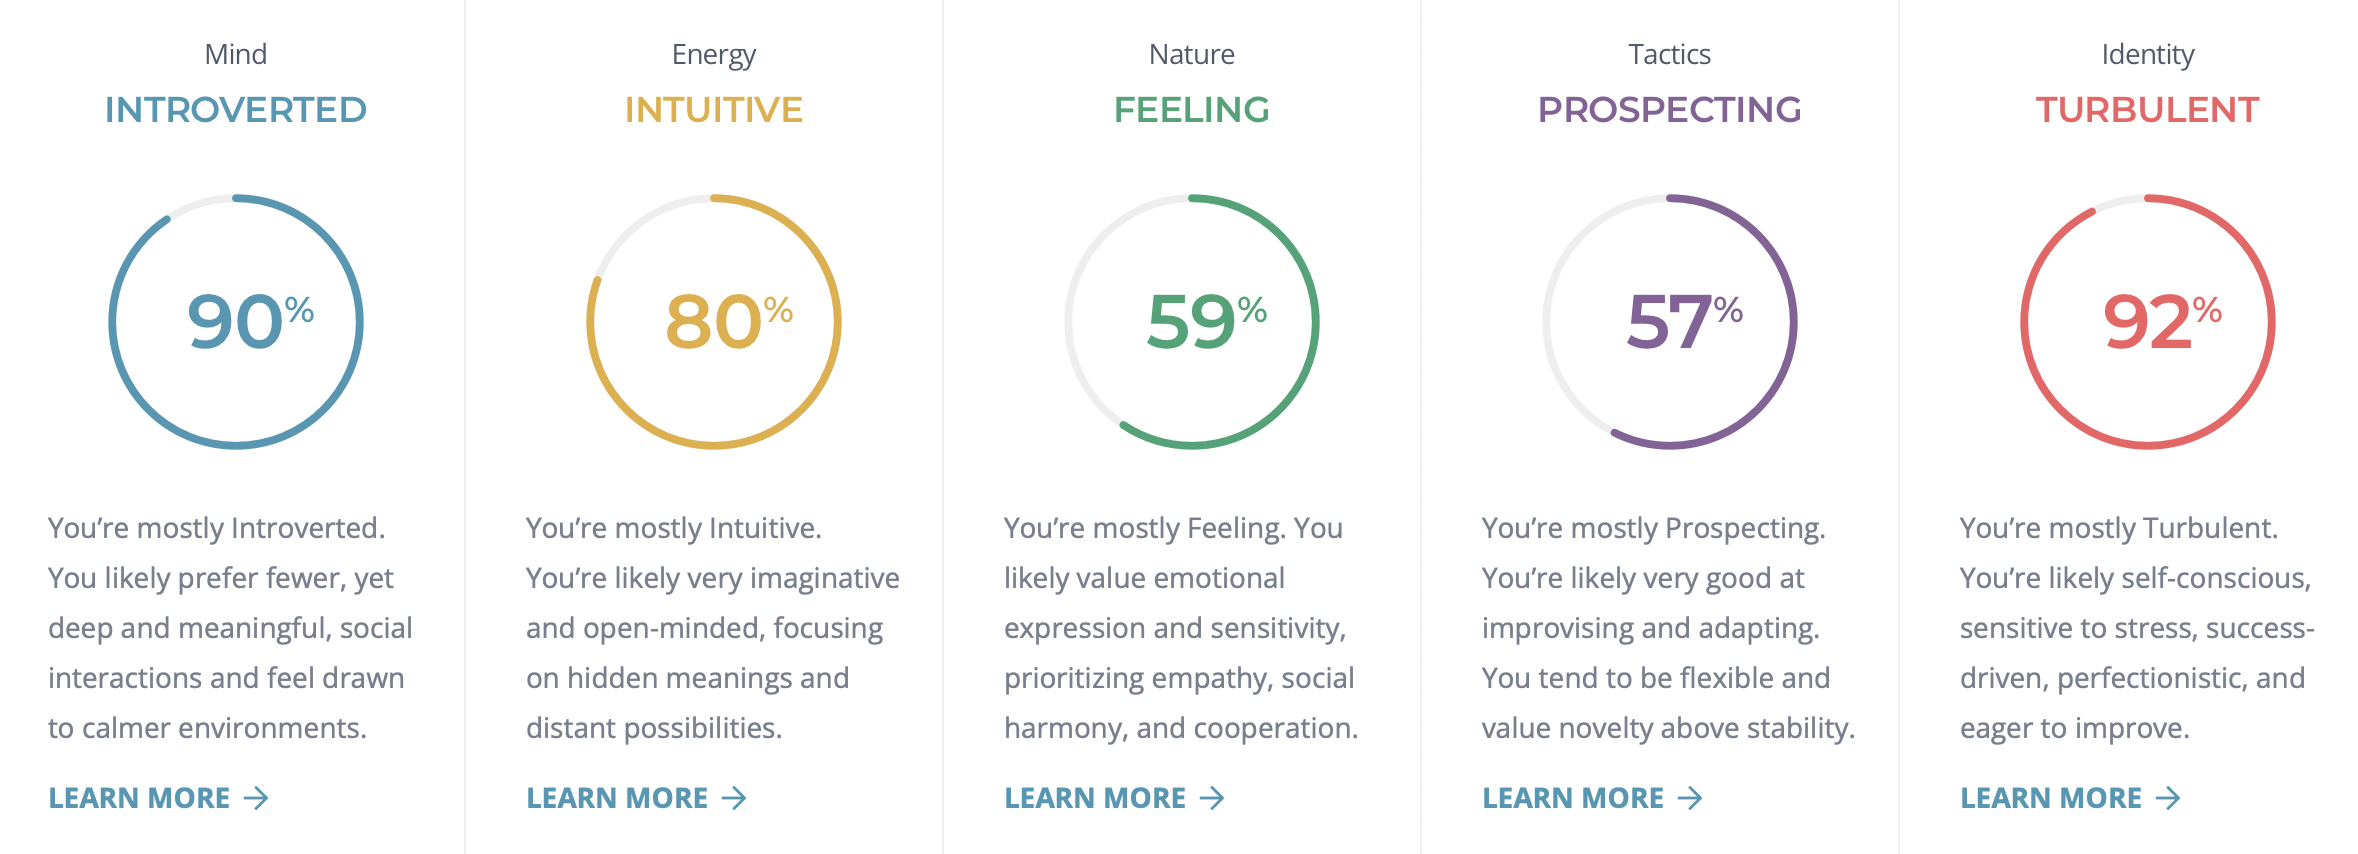 Mind
INTROVERTED
90%
You’re mostly Introverted.
You likely prefer fewer, yet
deep and meaningful, social
interactions and feel drawn
to calmer environments.
LEARN MORE →
Energy
INTUITIVE
80%
You’re mostly Intuitive.
You’re likely very imaginative
and open-minded, focusing
on hidden meanings and
distant possibilities.
LEARN MORE →
Nature
FEELING
59%
You’re mostly Feeling. You
likely value emotional
expression and sensitivity,
prioritizing empathy, social
harmony, and cooperation.
LEARN MORE →
Tactics
PROSPECTING
57%
You’re mostly Prospecting.
You’re likely very good at
improvising and adapting.
You tend to be flexible and
value novelty above stability.
LEARN MORE →
Identity
TURBULENT
92%
You’re mostly Turbulent.
You’re likely self-conscious,
sensitive to stress, success-
driven, perfectionistic, and
eager to improve.
LEARN MORE →